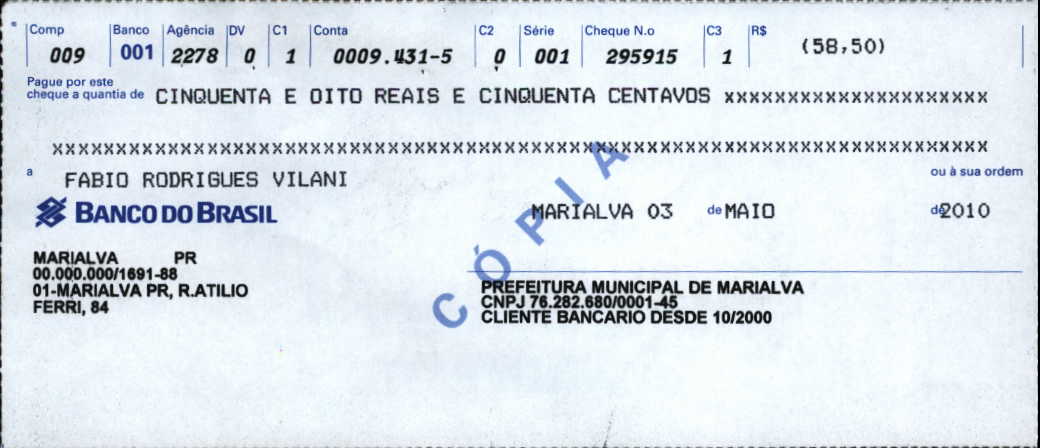 Comp Banco Agência DV C1 Conta C2 Série Cheque N.o C3 R$
009 001 2278 0 1 0009.431-5 0 001 295915 1 (58,50)
Pague por este
cheque a quantia de CINQUENTA E OITO REAIS E CINQUENTA CENTAVOS xxxxxxxxxxxxxxxxxxxxx
xxxxxxxxxxxxxxxxxxxxxxxxxxxxxxxxxxxxxxxxxxxxxxxxxxxxxxxxxxxxxxxxxxxxxxxxxx
a FABIO RODRIGUES VILANI ou à sua ordem
BANCO DO BRASIL
MARIALVA 03 de MAIO de 2010
CÓPIA
MARIALVA PR
00.000.000/1691-88
01-MARIALVA PR, R.ATILIO
FERRI, 84
PREFEITURA MUNICIPAL DE MARIALVA
CNPJ 76.282.680/0001-45
CLIENTE BANCARIO DESDE 10/2000